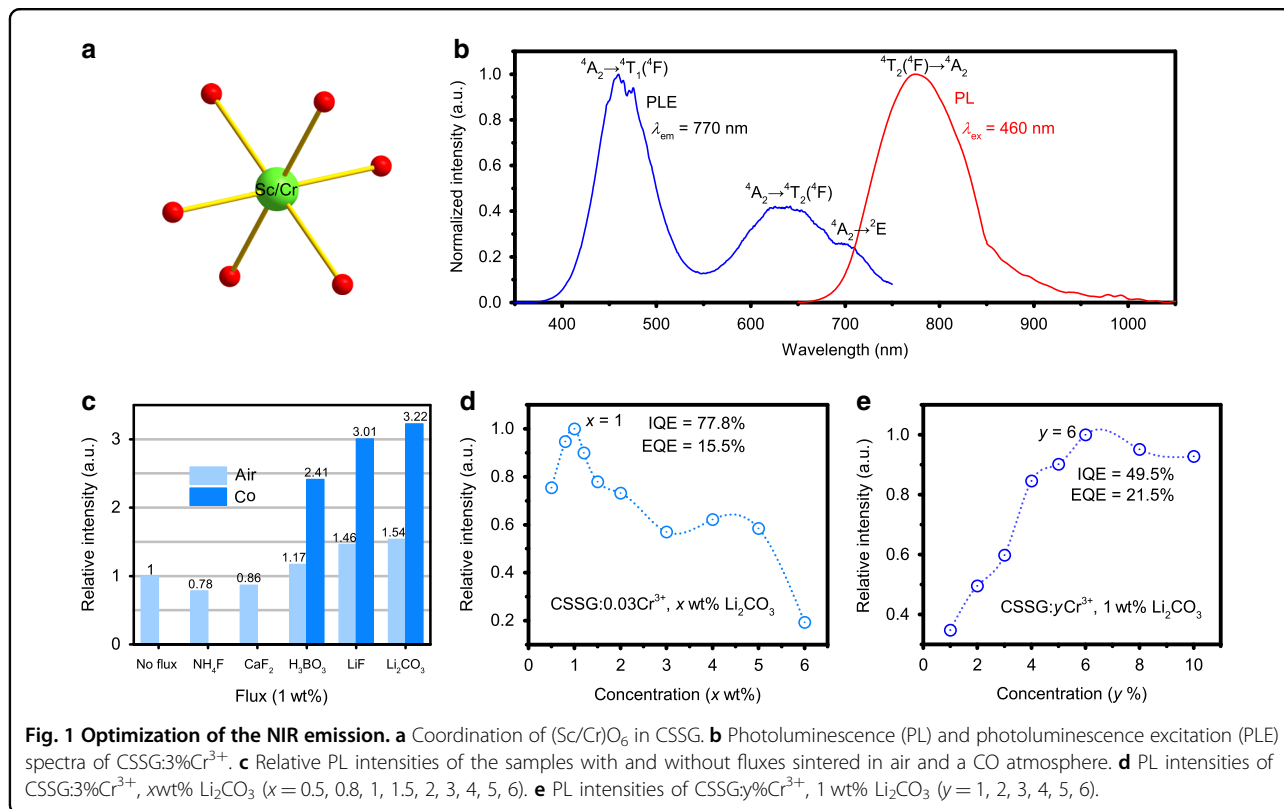 a
Sc/Cr
b
Normalized intensity (a.u.)
1.0
0.8
0.6
0.4
0.2
0.0
⁴A₂→⁴T₁(⁴F)
PLE
λem = 770 nm
⁴A₂→⁴T₂(⁴F)
⁴A₂→²E
⁴T₂(⁴F)→⁴A₂
PL
λex = 460 nm
400 500 600 700 800 900 1000
Wavelength (nm)
c
Relative intensity (a.u.)
3
2
1
0
Air
Co
1
0.78
0.86
1.17
2.41
1.46
3.01
1.54
3.22
No flux NH₄F CaF₂ H₃BO₃ LiF Li₂CO₃
Flux (1 wt%)
d
Relative intensity (a.u.)
1.0
0.8
0.6
0.4
0.2
x = 1
IQE = 77.8%
EQE = 15.5%
CSSG:0.03Cr³⁺, x wt% Li₂CO₃
0 1 2 3 4 5 6
Concentration (x wt%)
e
Relative intensity (a.u.)
1.0
0.8
0.6
0.4
y = 6
IQE = 49.5%
EQE = 21.5%
CSSG:yCr³⁺, 1 wt% Li₂CO₃
0 2 4 6 8 10
Concentration (y %)
Fig. 1 Optimization of the NIR emission. a Coordination of (Sc/Cr)O₆ in CSSG. b Photoluminescence (PL) and photoluminescence excitation (PLE)
spectra of CSSG:3%Cr³⁺. c Relative PL intensities of the samples with and without fluxes sintered in air and a CO atmosphere. d PL intensities of
CSSG:3%Cr³⁺, xwt% Li₂CO₃ (x = 0.5, 0.8, 1, 1.5, 2, 3, 4, 5, 6). e PL intensities of CSSG:y%Cr³⁺, 1 wt% Li₂CO₃ (y = 1, 2, 3, 4, 5, 6).